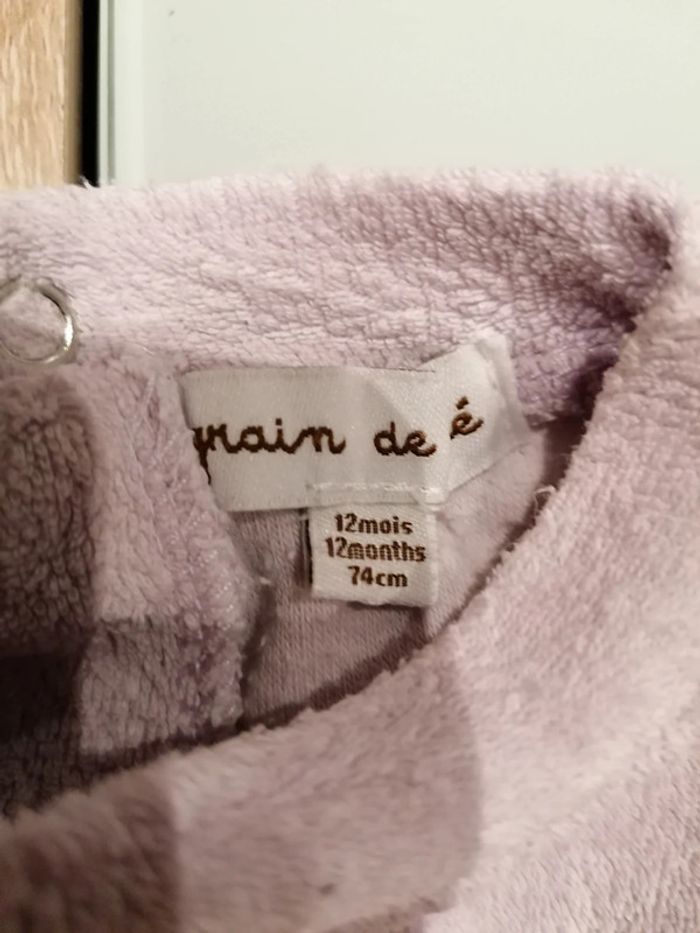 grain de é
12mois
12months
74cm